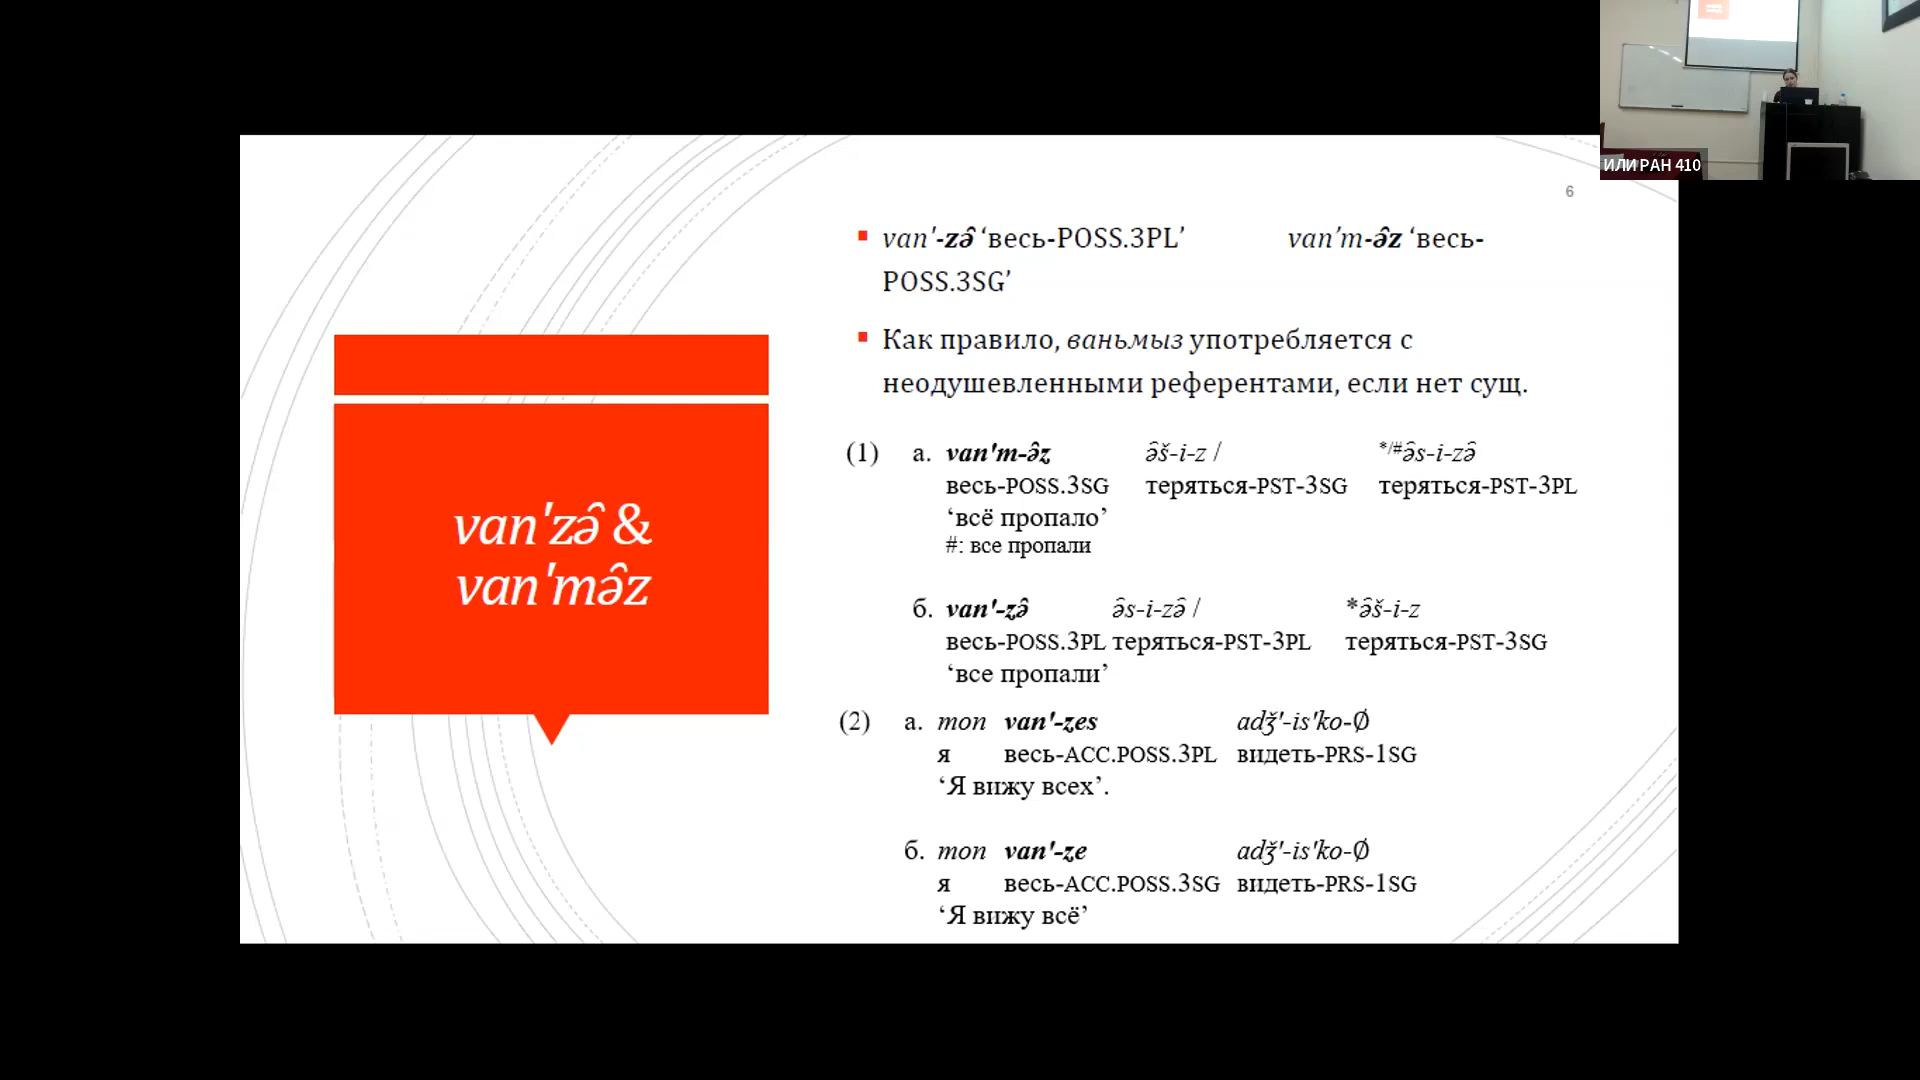 ИЛИ РАН 410
6
van'zə̑ &
van'mə̑z
▪ van'-zə̑ ‘весь-POSS.3PL’ van’m-ə̑z ‘весь-
POSS.3SG’
▪ Как правило, ваньмыз употребляется с
неодушевленными референтами, если нет сущ.
(1) а. van'm-ə̑z ə̑š-i-z / */#ə̑s-i-zə̑
весь-POSS.3SG теряться-PST-3SG теряться-PST-3PL
‘всё пропало’
#: все пропали
б. van'-zə̑ ə̑s-i-zə̑ / *ə̑š-i-z
весь-POSS.3PL теряться-PST-3PL теряться-PST-3SG
‘все пропали’
(2) а. mon van'-zes adǯ'-is'ko-∅
я весь-ACC.POSS.3PL видеть-PRS-1SG
‘Я вижу всех’.
б. mon van'-ze adǯ'-is'ko-∅
я весь-ACC.POSS.3SG видеть-PRS-1SG
‘Я вижу всё’